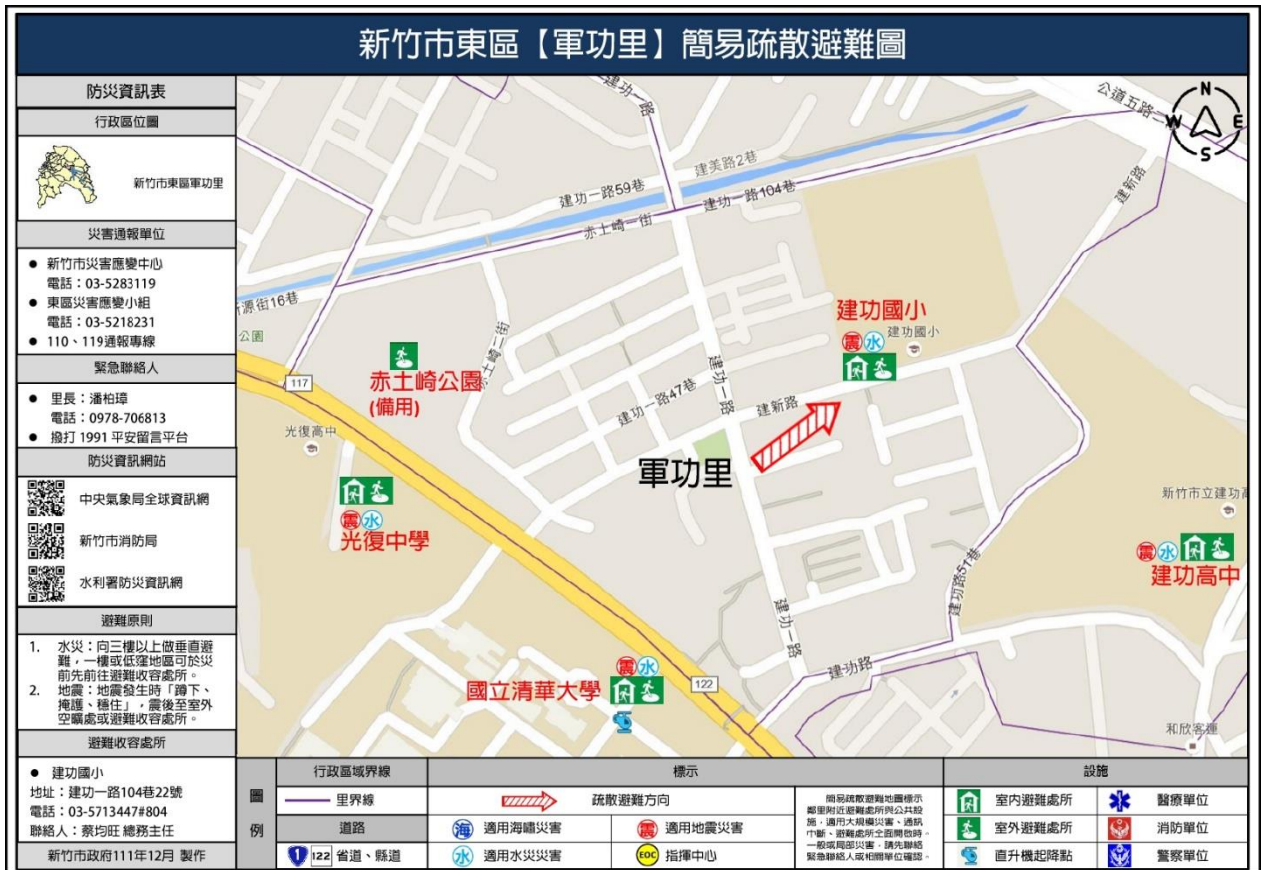 新竹市東區【軍功里】簡易疏散避難圖
防災資訊表
行政區位圖
新竹市東區軍功里
災害通報單位
● 新竹市災害應變中心
電話：03-5283119
● 東區災害應變小組
電話：03-5218231
● 110、119通報專線
緊急聯絡人
● 里長：潘柏璋
電話：0978-706813
● 撥打 1991 平安留言平台
防災資訊網站
中央氣象局全球資訊網
新竹市消防局
水利署防災資訊網
避難原則
1. 水災：向三樓以上做垂直避
難，一樓或低窪地區可於災
前先前往避難收容處所。
2. 地震：地震發生時「蹲下、
掩護、穩住」，震後至室外
空曠處或避難收容處所。
避難收容處所
● 建功國小
地址：建功一路104巷22號
電話：03-5713447#804
聯絡人：蔡均旺 總務主任
新竹市政府111年12月 製作
建功一路
公道五路二
N
W
E
S
建美路2巷
建新路
建功一路59巷
建功一路104巷
赤土崎一街
源街16巷
公園
赤土崎二街
建功國小
震 水
建功國小
赤土崎公園
(備用)
117
建功一路47巷
建功一路
建新路
光復高中
軍功里
新竹市立建功高
震 水
光復中學
震 水
建功高中
建功路51巷
建功一路
建功路
震 水
國立清華大學
122
和欣客運
圖
例
行政區域界線
標示
設施
里界線
疏散避難方向
簡易疏散避難地圖標示
鄰里附近避難處所與公共設
施，適用大規模災害、通訊
中斷、避難處所全面開啟時。
一般或局部災害，請先聯絡
緊急聯絡人或相關單位確認。
室內避難處所
醫療單位
道路
海 適用海嘯災害
震 適用地震災害
室外避難處所
消防單位
1 122 省道、縣道
水 適用水災災害
EOC 指揮中心
直升機起降點
警察單位